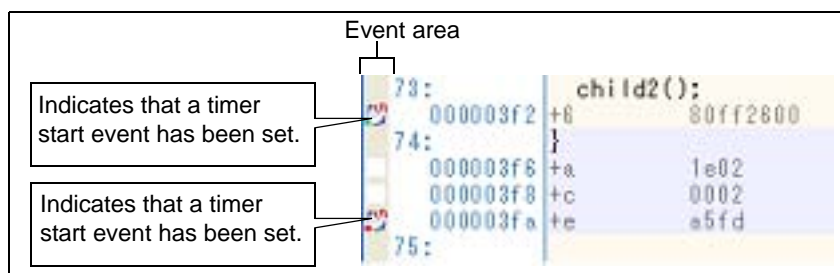 Event area
Indicates that a timer
start event has been set.
Indicates that a timer
start event has been set.
73: child2();
000003f2 +6 80ff2600
74: }
000003f6 +a 1e02
000003f8 +c 0002
000003fa +e a5fd
75: